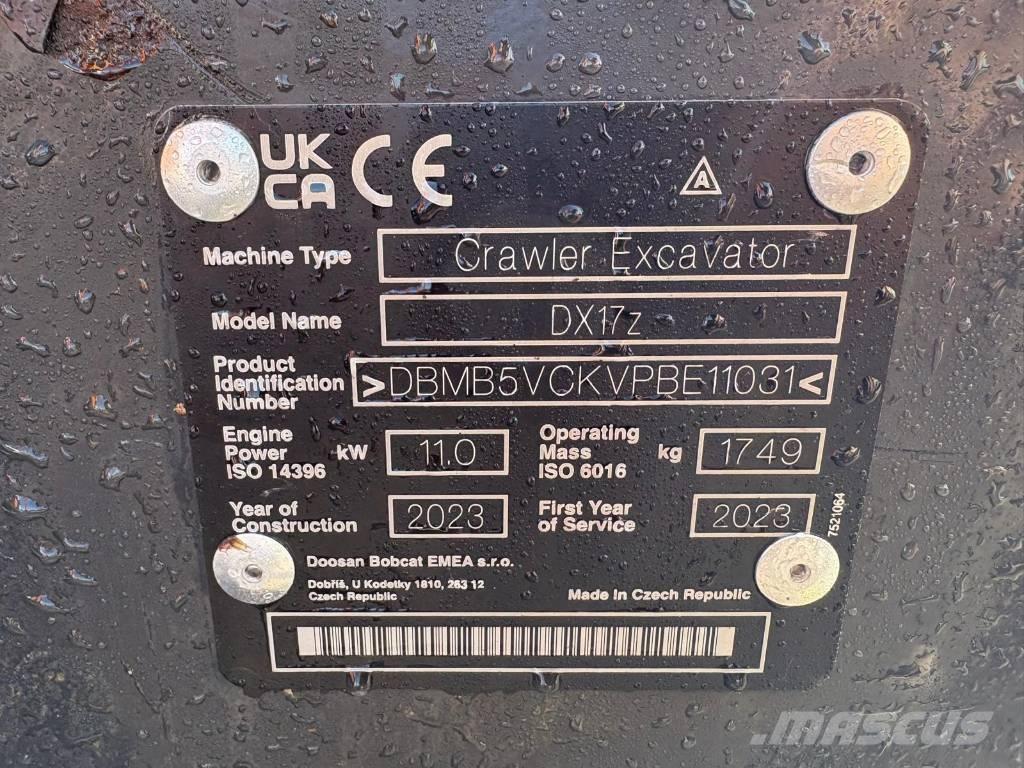 UK CA CE A
Machine Type Crawler Excavator
Model Name DX17z
Product
Identification
Number >DBMB5VCKVPBE11031<
Engine
Power kW 11.0
ISO 14396
Operating
Mass kg 1749
ISO 6016
Year of
Construction 2023
First Year
of Service 2023
7521064
Doosan Bobcat EMEA s.r.o.
Dobříš, U Kodetky 1810, 263 12
Czech Republic
Made in Czech Republic
MASCUS